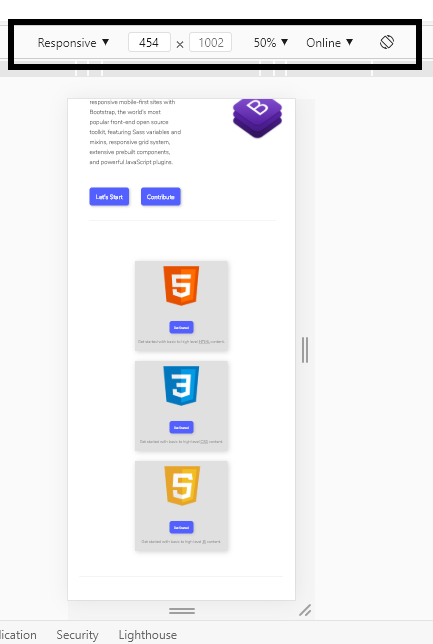 Responsive ▼ 454 × 1002 50% ▼ Online ▼
responsive mobile-first sites with
Bootstrap, the world's most
popular front-end open source
toolkit, featuring Sass variables and
mixins, responsive grid system,
extensive prebuilt components,
and powerful JavaScript plugins.
B
Let's Start Contribute
5
Get Started
Get started with basic to high level HTML content.
3
Get Started
Get started with basic to high level CSS content.
5
Get Started
Get started with basic to high level JS content.
lication Security Lighthouse